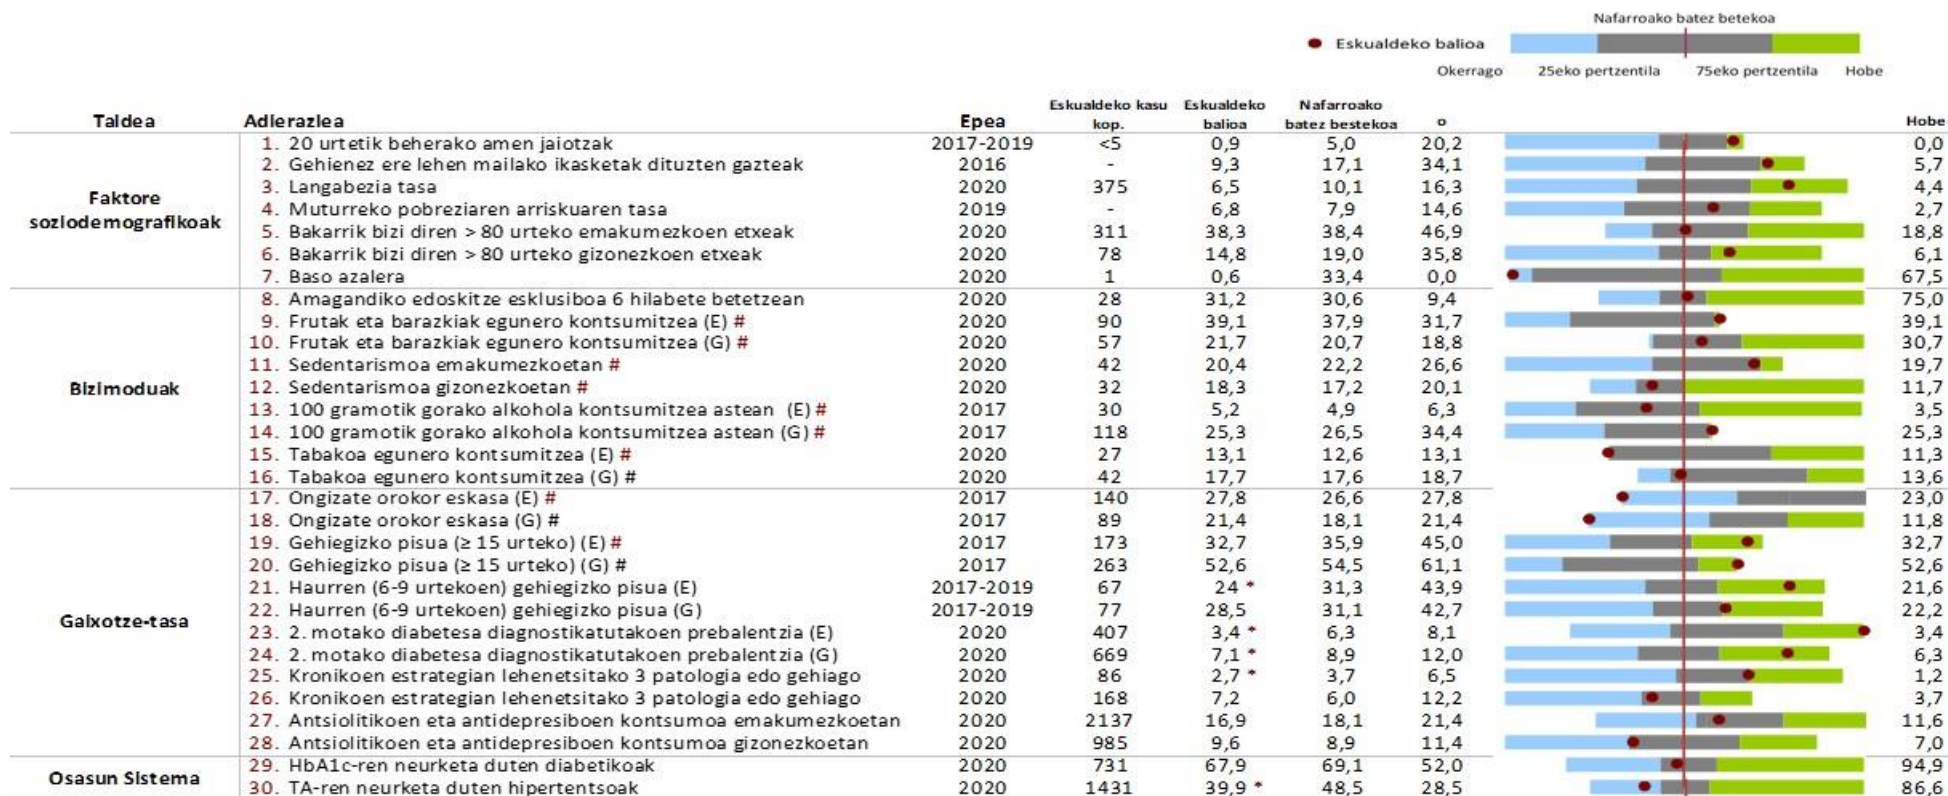 Nafarroako batez betekoa
Eskualdeko balioa
Okerrago 25eko pertzentila 75eko pertzentila Hobe
Taldea Adierazlea Epea Eskualdeko kasu kop. Eskualdeko balioa Nafarroako batez bestekoa o Hobe
Faktore soziodemografikoak
1. 20 urtetik beherako amen jaiotzak 2017-2019 <5 0,9 5,0 20,2 0,0
2. Gehienez ere lehen mailako ikasketak dituzten gazteak 2016 - 9,3 17,1 34,1 5,7
3. Langabezia tasa 2020 375 6,5 10,1 16,3 4,4
4. Muturreko pobreziaren arriskuaren tasa 2019 - 6,8 7,9 14,6 2,7
5. Bakarrik bizi diren > 80 urteko emakumezkoen etxeak 2020 311 38,3 38,4 46,9 18,8
6. Bakarrik bizi diren > 80 urteko gizonezkoen etxeak 2020 78 14,8 19,0 35,8 6,1
7. Baso azalera 2020 1 0,6 33,4 0,0 67,5
Bizimoduak
8. Amagandiko edoskitze esklusiboa 6 hilabete betetzean 2020 28 31,2 30,6 9,4 75,0
9. Frutak eta barazkiak egunero kontsumitzea (E) # 2020 90 39,1 37,9 31,7 39,1
10. Frutak eta barazkiak egunero kontsumitzea (G) # 2020 57 21,7 20,7 18,8 30,7
11. Sedentarismoa emakumezkoetan # 2020 42 20,4 22,2 26,6 19,7
12. Sedentarismoa gizonezkoetan # 2020 32 18,3 17,2 20,1 11,7
13. 100 gramotik gorako alkohola kontsumitzea astean (E) # 2017 30 5,2 4,9 6,3 3,5
14. 100 gramotik gorako alkohola kontsumitzea astean (G) # 2017 118 25,3 26,5 34,4 25,3
15. Tabakoa egunero kontsumitzea (E) # 2020 27 13,1 12,6 13,1 11,3
16. Tabakoa egunero kontsumitzea (G) # 2020 42 17,7 17,6 18,7 13,6
Gaixotze-tasa
17. Ongizate orokor eskasa (E) # 2017 140 27,8 26,6 27,8 23,0
18. Ongizate orokor eskasa (G) # 2017 89 21,4 18,1 21,4 11,8
19. Gehiegizko pisua (≥ 15 urteko) (E) # 2017 173 32,7 35,9 45,0 32,7
20. Gehiegizko pisua (≥ 15 urteko) (G) # 2017 263 52,6 54,5 61,1 52,6
21. Haurren (6-9 urtekoen) gehiegizko pisua (E) 2017-2019 67 24 * 31,3 43,9 21,6
22. Haurren (6-9 urtekoen) gehiegizko pisua (G) 2017-2019 77 28,5 31,1 42,7 22,2
23. 2. motako diabetesa diagnostikatutakoen prebalentzia (E) 2020 407 3,4 * 6,3 8,1 3,4
24. 2. motako diabetesa diagnostikatutakoen prebalentzia (G) 2020 669 7,1 * 8,9 12,0 6,3
25. Kronikoen estrategian lehenetsitako 3 patologia edo gehiago 2020 86 2,7 * 3,7 6,5 1,2
26. Kronikoen estrategian lehenetsitako 3 patologia edo gehiago 2020 168 7,2 6,0 12,2 3,7
27. Antsiolitikoen eta antidepresiboen kontsumoa emakumezkoetan 2020 2137 16,9 18,1 21,4 11,6
28. Antsiolitikoen eta antidepresiboen kontsumoa gizonezkoetan 2020 985 9,6 8,9 11,4 7,0
Osasun Sistema
29. HbA1c-ren neurketa duten diabetikoak 2020 731 67,9 69,1 52,0 94,9
30. TA-ren neurketa duten hipertentsoak 2020 1431 39,9 * 48,5 28,5 86,6